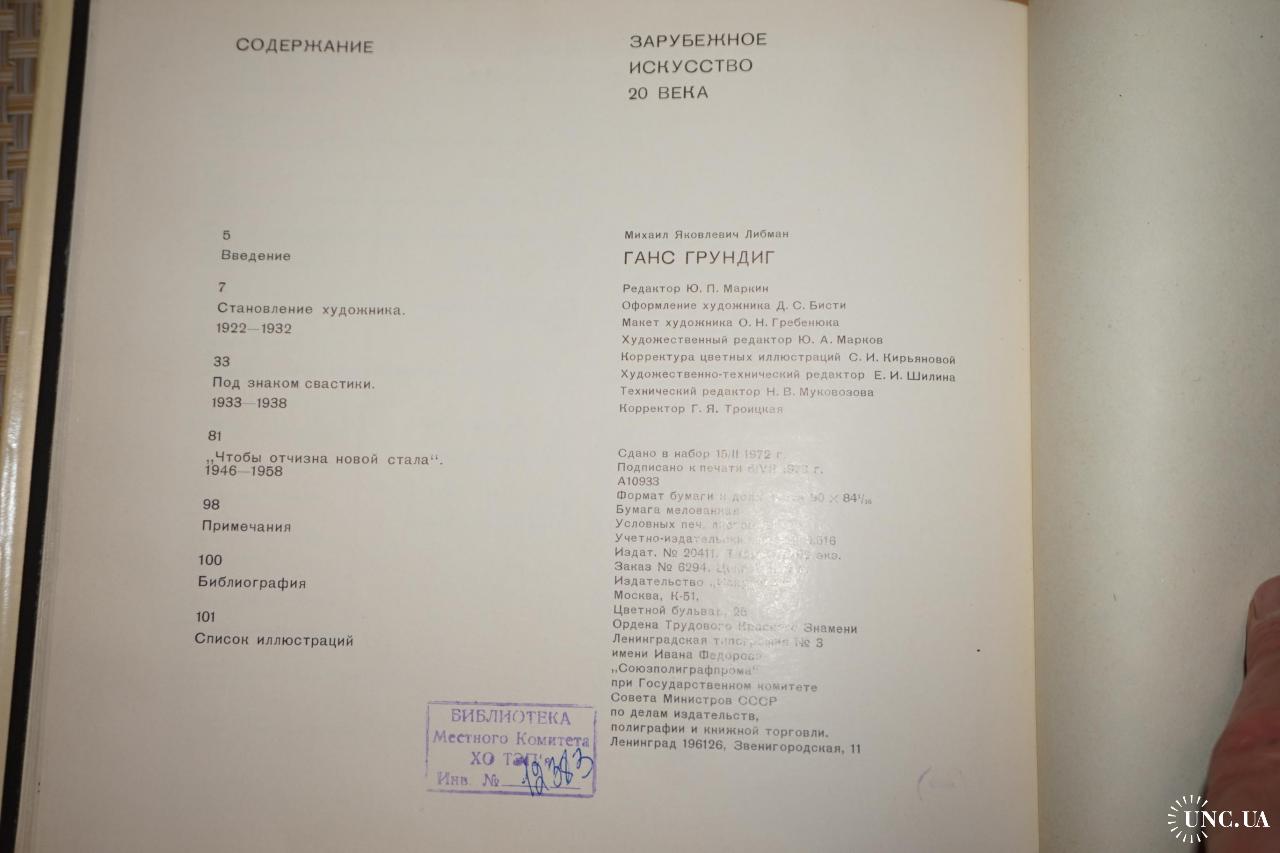 СОДЕРЖАНИЕ
5
Введение
7
Становление художника.
1922—1932
33
Под знаком свастики.
1933—1938
81
„Чтобы отчизна новой стала“.
1946—1958
98
Примечания
100
Библиография
101
Список иллюстраций
ЗАРУБЕЖНОЕ
ИСКУССТВО
20 ВЕКА
Михаил Яковлевич Либман
ГАНС ГРУНДИГ
Редактор Ю. П. Маркин
Оформление художника Д. С. Бисти
Макет художника О. Н. Гребенюка
Художественный редактор Ю. А. Марков
Корректура цветных иллюстраций С. И. Кирьяновой
Художественно-технический редактор Е. И. Шилина
Технический редактор Н. В. Муковозова
Корректор Г. Я. Троицкая
Сдано в набор 15/II 1972 г.
Подписано к печати г.
А10933
Формат бумаги 90 × 84¹/₁₆
Бумага мелованная
Условных печ.
Учетно-издательских
Издат. № 20411. экз.
Заказ № 6294.
Издательство
Москва, К-51,
Цветной бульвар, 25
Ордена Трудового Красного Знамени
Ленинградская типография № 3
имени Ивана Федорова
„Союзполиграфпрома“
при Государственном комитете
Совета Министров СССР
по делам издательств,
полиграфии и книжной торговли.
Ленинград 196126, Звенигородская, 11
БИБЛИОТЕКА
Местного Комитета
ХО
Инв. № 12383
UNC.UA